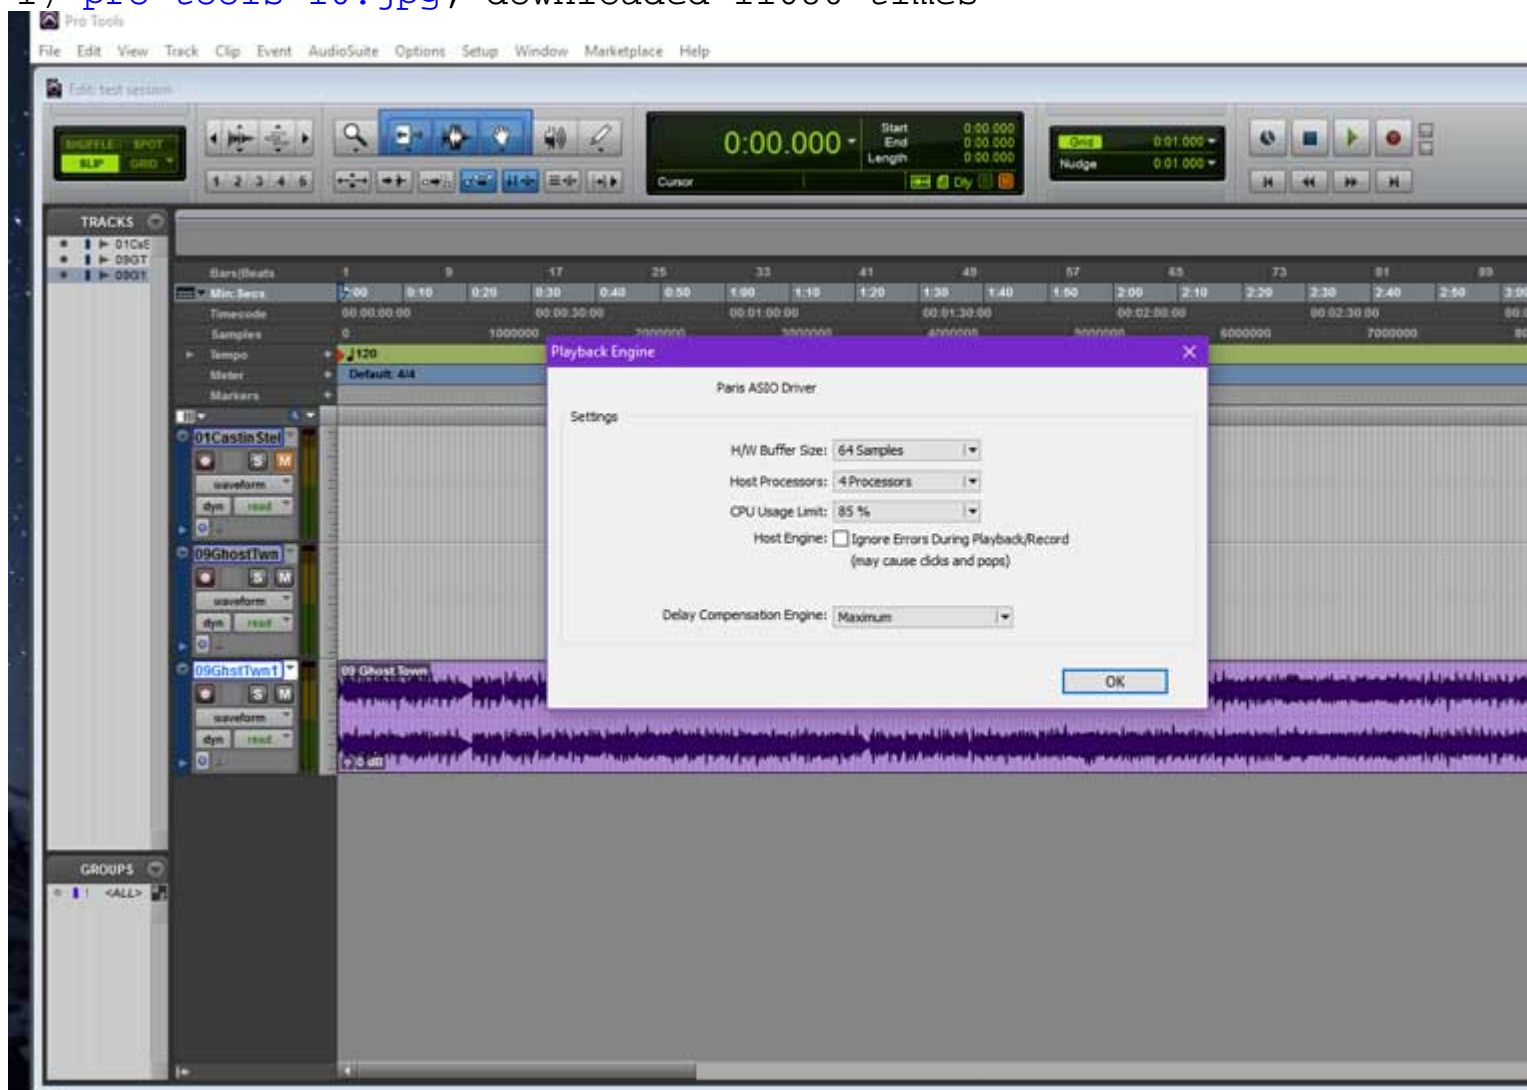 Pro Tools
File Edit View Track Clip Event AudioSuite Options Setup Window Marketplace Help
Edit: test session
SHUFFLE SPOT
SLIP GRID
1 2 3 4 5
0:00.000
Start 0:00.000
End 0:00.000
Length 0:00.000
Cursor
Dly
Grid 0:01.000
Nudge 0:01.000
TRACKS
01CsS
09GT
09GT
Bars|Beats 1 9 17 25 33 41 49 57 65 73 81 89
Min:Secs 0:00 0:10 0:20 0:30 0:40 0:50 1:00 1:10 1:20 1:30 1:40 1:50 2:00 2:10 2:20 2:30 2:40 2:50 3:00
Timecode 00:00:00:00 00:00:30:00 00:01:00:00 00:01:30:00 00:02:00:00 00:02:30:00
Samples 0 1000000 2000000 3000000 4000000 5000000 6000000 7000000
Tempo 120
Meter Default: 4/4
Markers
Playback Engine
Paris ASIO Driver
Settings
H/W Buffer Size: 64 Samples
Host Processors: 4 Processors
CPU Usage Limit: 85 %
Host Engine: Ignore Errors During Playback/Record
(may cause clicks and pops)
Delay Compensation Engine: Maximum
OK
01CastinStel
S M
waveform
dyn read
09GhostTwn
S M
waveform
dyn read
09GhstTwn1
S M
waveform
dyn read
09 Ghost Town
0 dB
GROUPS
! <ALL>